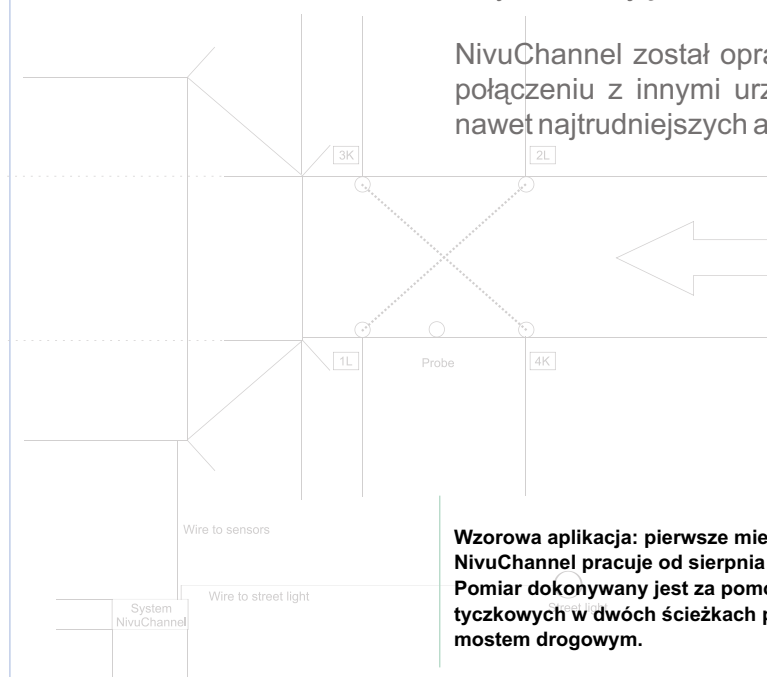 NivuChannel został opra
połączeniu z innymi urz
nawet najtrudniejszych a
3K
2L
1L
Probe
4K
Wire to sensors
Wire to street light
System
NivuChannel
Street light
Wzorowa aplikacja: pierwsze mie
NivuChannel pracuje od sierpnia
Pomiar dokonywany jest za pomo
tyczkowych w dwóch ścieżkach p
mostem drogowym.